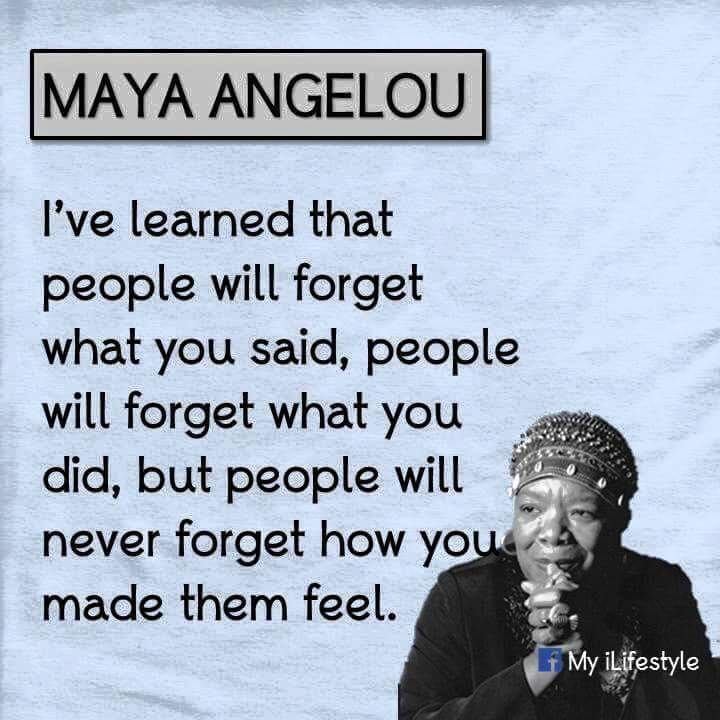 MAYA ANGELOU
I've learned that
people will forget
what you said, people
will forget what you
did, but people will
never forget how you
made them feel.
f My iLifestyle